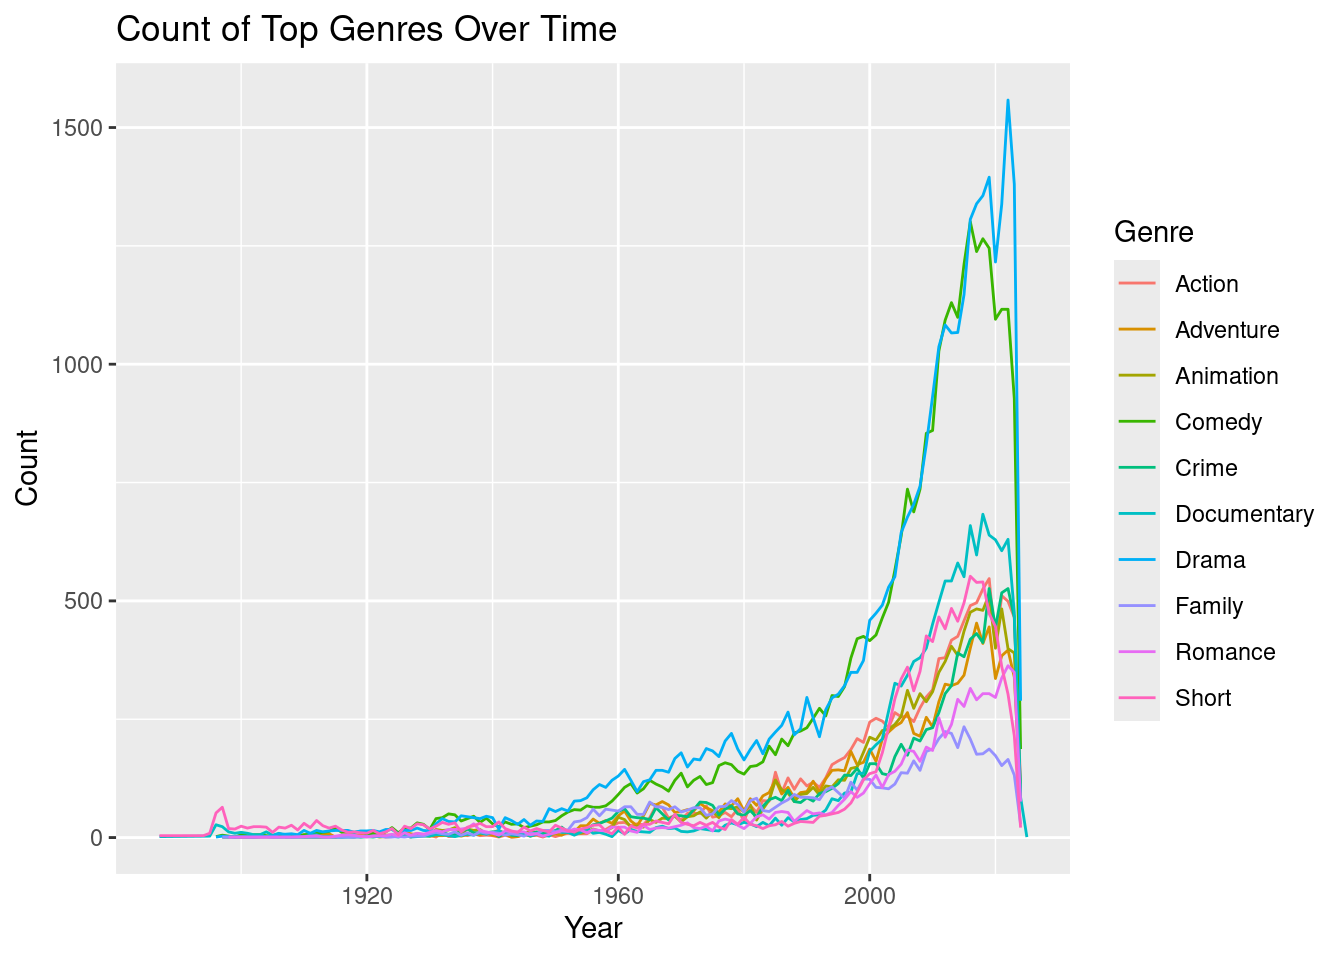 Count of Top Genres Over Time
1500
1000
500
0
Count
1920
1960
2000
Year
Genre
Action
Adventure
Animation
Comedy
Crime
Documentary
Drama
Family
Romance
Short